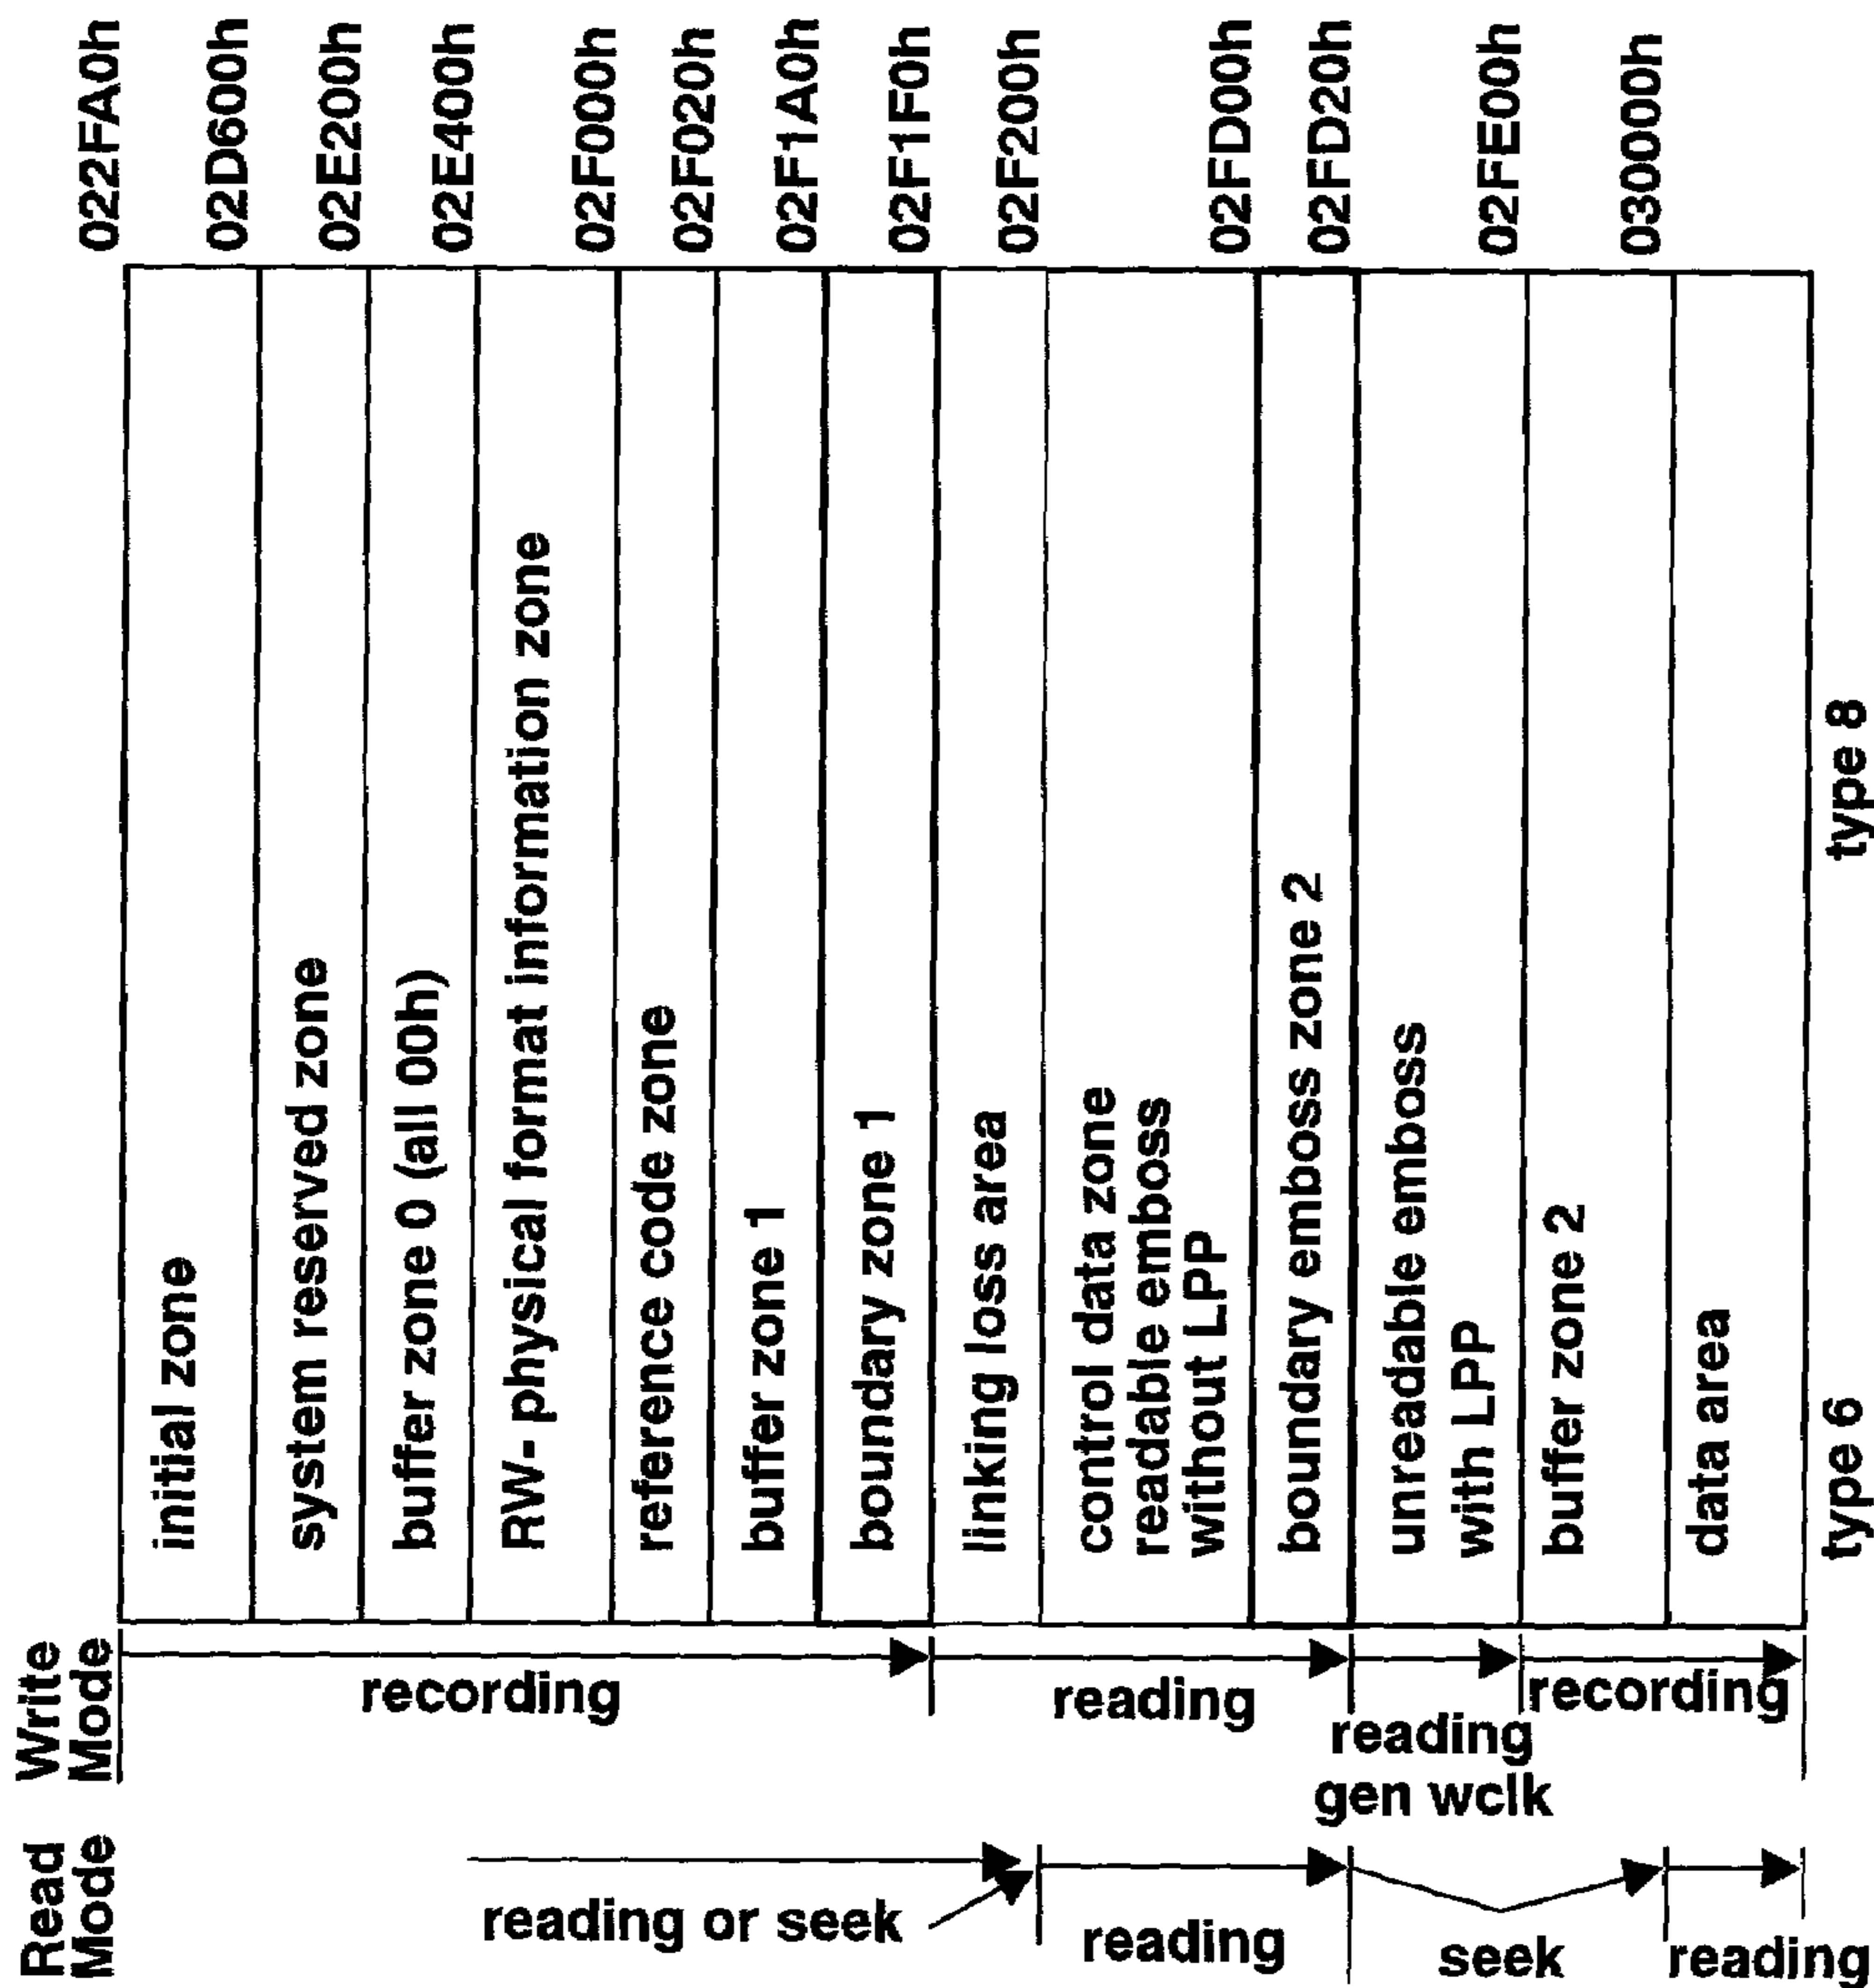 022FA0h
02D600h
02E200h
02E400h
02F000h
02F020h
02F1A0h
02F1F0h
02F200h
02FD00h
02FD20h
02FE00h
030000h
initial zone
system reserved zone
buffer zone 0 (all 00h)
RW- physical format information zone
reference code zone
buffer zone 1
boundary zone 1
linking loss area
control data zone
readable emboss
without LPP
boundary emboss zone 2
unreadable emboss
with LPP
buffer zone 2
data area
type 6
type 8
Write
Mode
recording
reading
reading
gen wclk
recording
Read
Mode
reading or seek
reading
seek
reading